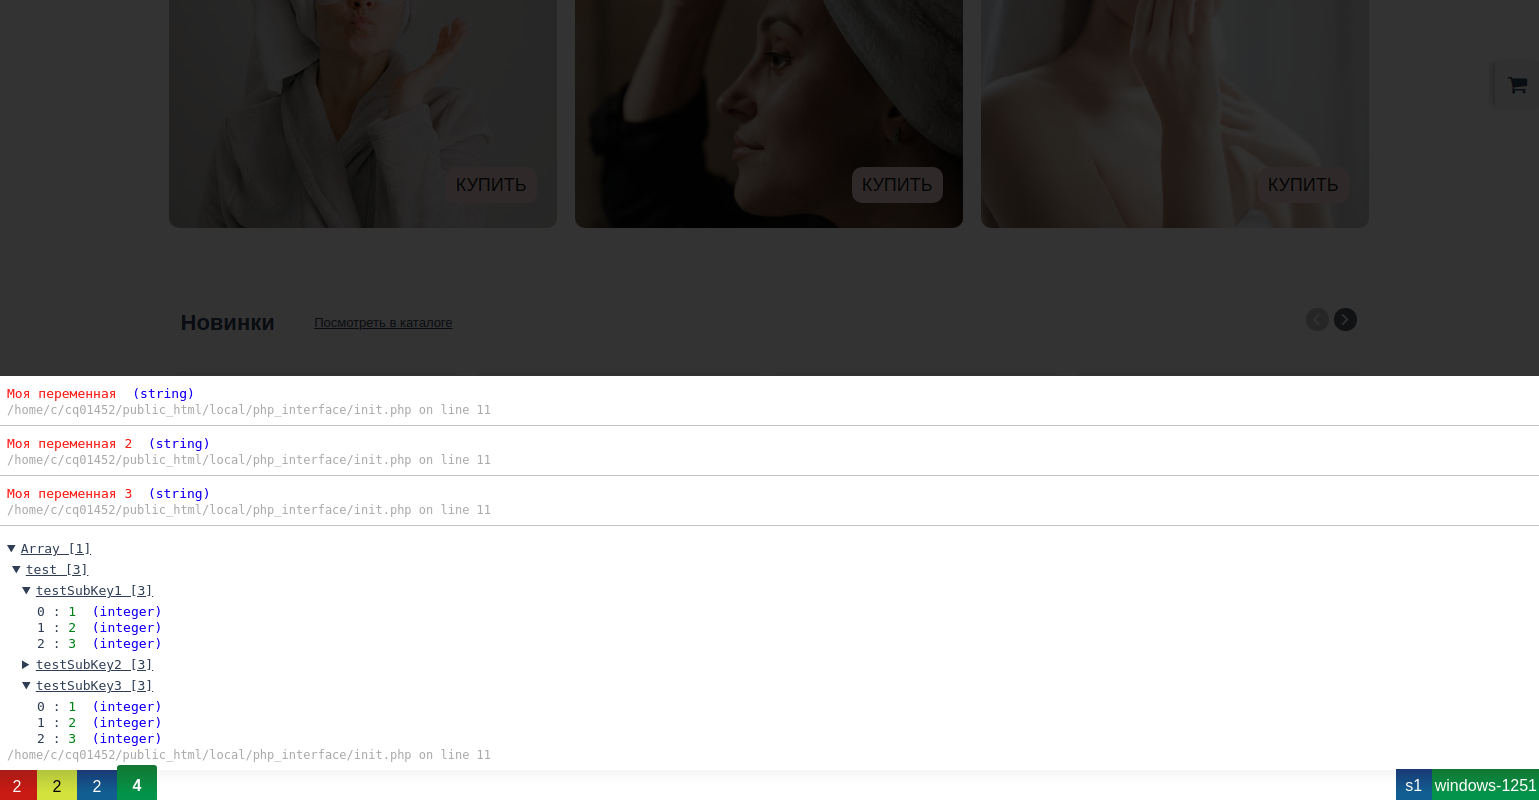 КУПИТЬ КУПИТЬ КУПИТЬ
Новинки Посмотреть в каталоге
Моя переменная (string)
/home/c/cq01452/public_html/local/php_interface/init.php on line 11
Моя переменная 2 (string)
/home/c/cq01452/public_html/local/php_interface/init.php on line 11
Моя переменная 3 (string)
/home/c/cq01452/public_html/local/php_interface/init.php on line 11
▼ Array [1]
▼ test [3]
▼ testSubKey1 [3]
0 : 1 (integer)
1 : 2 (integer)
2 : 3 (integer)
▶ testSubKey2 [3]
▼ testSubKey3 [3]
0 : 1 (integer)
1 : 2 (integer)
2 : 3 (integer)
/home/c/cq01452/public_html/local/php_interface/init.php on line 11
2 2 2 4 s1 windows-1251